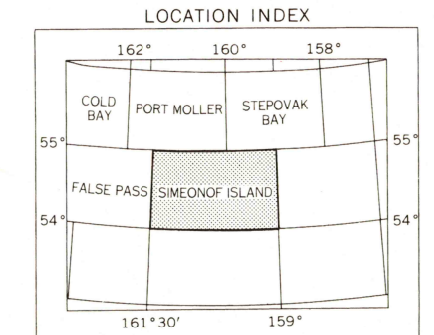 LOCATION INDEX
162° 160° 158°
COLD BAY
PORT MOLLER
STEPOVAK BAY
55° 55°
FALSE PASS
SIMEONOF ISLAND
54° 54°
161°30' 159°